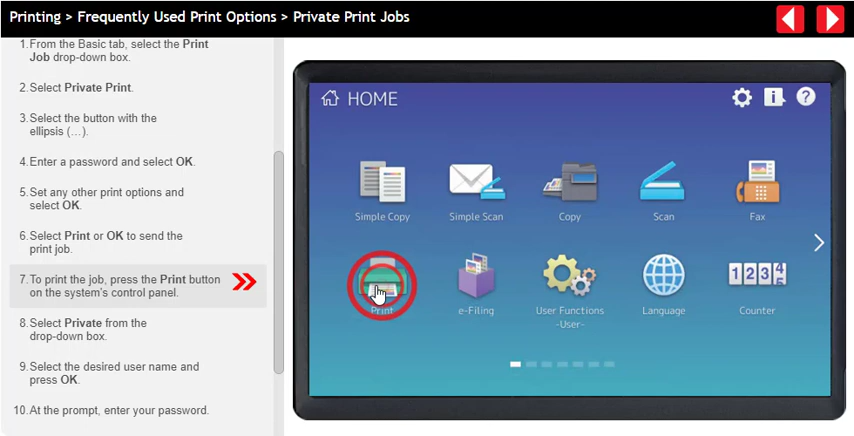 Printing > Frequently Used Print Options > Private Print Jobs
1. From the Basic tab, select the Print
Job drop-down box.
2. Select Private Print.
3. Select the button with the
ellipsis (...).
4. Enter a password and select OK.
5. Set any other print options and
select OK.
6. Select Print or OK to send the
print job.
7. To print the job, press the Print button
on the system's control panel.
8. Select Private from the
drop-down box.
9. Select the desired user name and
press OK.
10. At the prompt, enter your password.
HOME
Simple Copy
Simple Scan
Copy
Scan
Fax
Print
e-Filing
User Functions
-User-
Language
1234
Counter